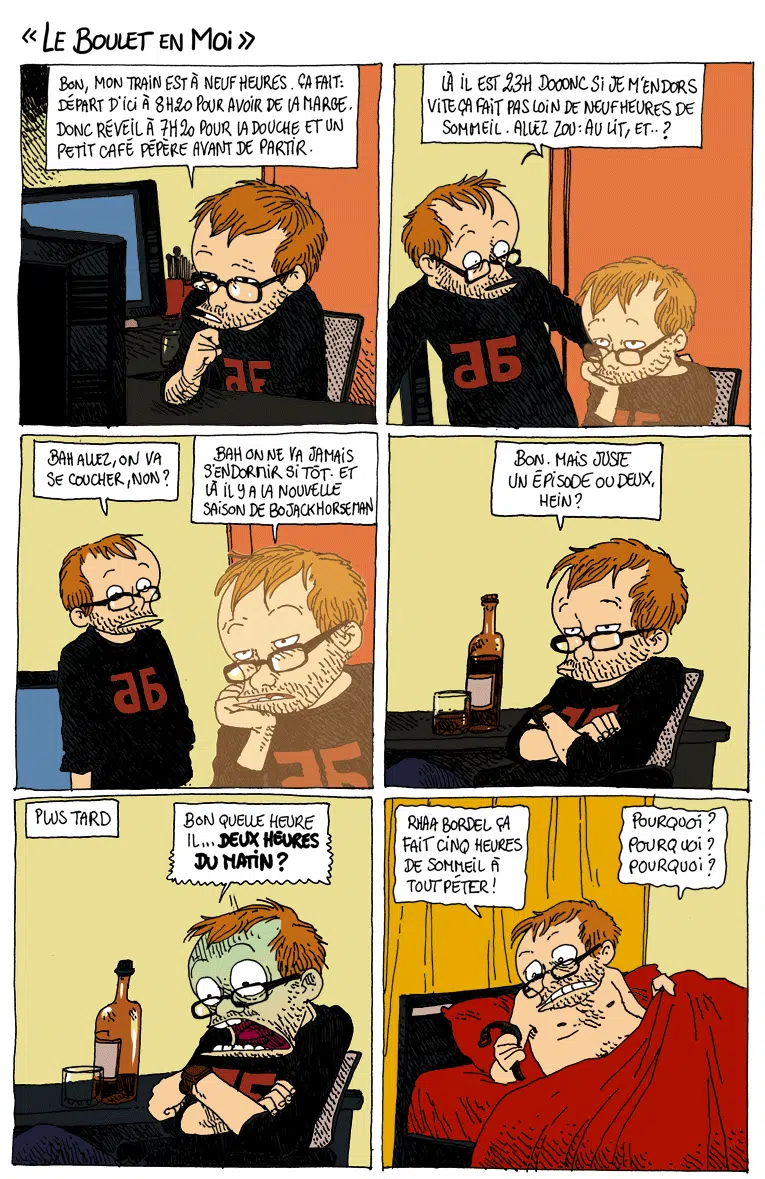 « LE BOULET EN MOI »
BON, MON TRAIN EST À NEUF HEURES. ÇA FAIT:
DÉPART D'ICI À 8H20 POUR AVOIR DE LA MARGE.
DONC RÉVEIL À 7H20 POUR LA DOUCHE ET UN
PETIT CAFÉ PÉPÈRE AVANT DE PARTIR.
LÀ IL EST 23H DOOONC SI JE M'ENDORS
VITE ÇA FAIT PAS LOIN DE NEUF HEURES DE
SOMMEIL. ALLEZ ZOU: AU LIT, ET..?
BAH ALLEZ, ON VA
SE COUCHER, NON?
BAH ON NE VA JAMAIS
S'ENDORMIR SI TÔT. ET
LÀ IL Y A LA NOUVELLE
SAISON DE BOJACKHORSEMAN
BON. MAIS JUSTE
UN ÉPISODE OU DEUX,
HEIN?
PLUS TARD
BON QUELLE HEURE
IL... DEUX HEURES
DU MATIN?
RHAA BORDEL ÇA
FAIT CINQ HEURES
DE SOMMEIL À
TOUT PÉTER!
POURQUOI?
POURQUOI?
POURQUOI?